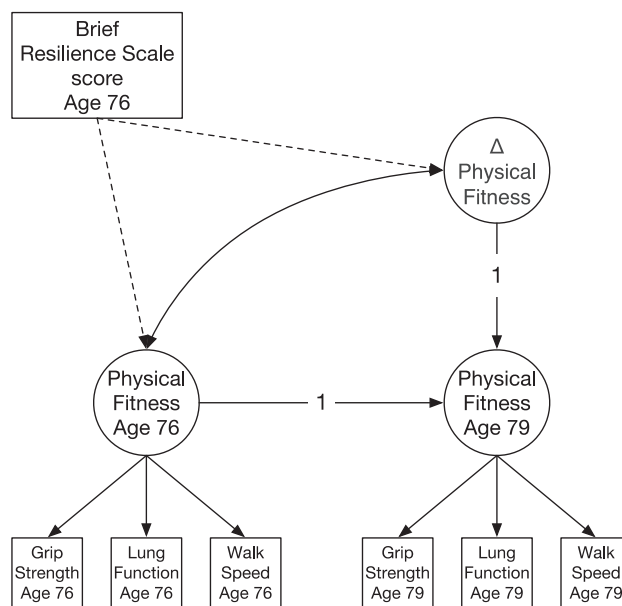 Brief
Resilience Scale
score
Age 76
Δ
Physical
Fitness
1
Physical
Fitness
Age 76
1
Physical
Fitness
Age 79
Grip
Strength
Age 76
Lung
Function
Age 76
Walk
Speed
Age 76
Grip
Strength
Age 79
Lung
Function
Age 79
Walk
Speed
Age 79